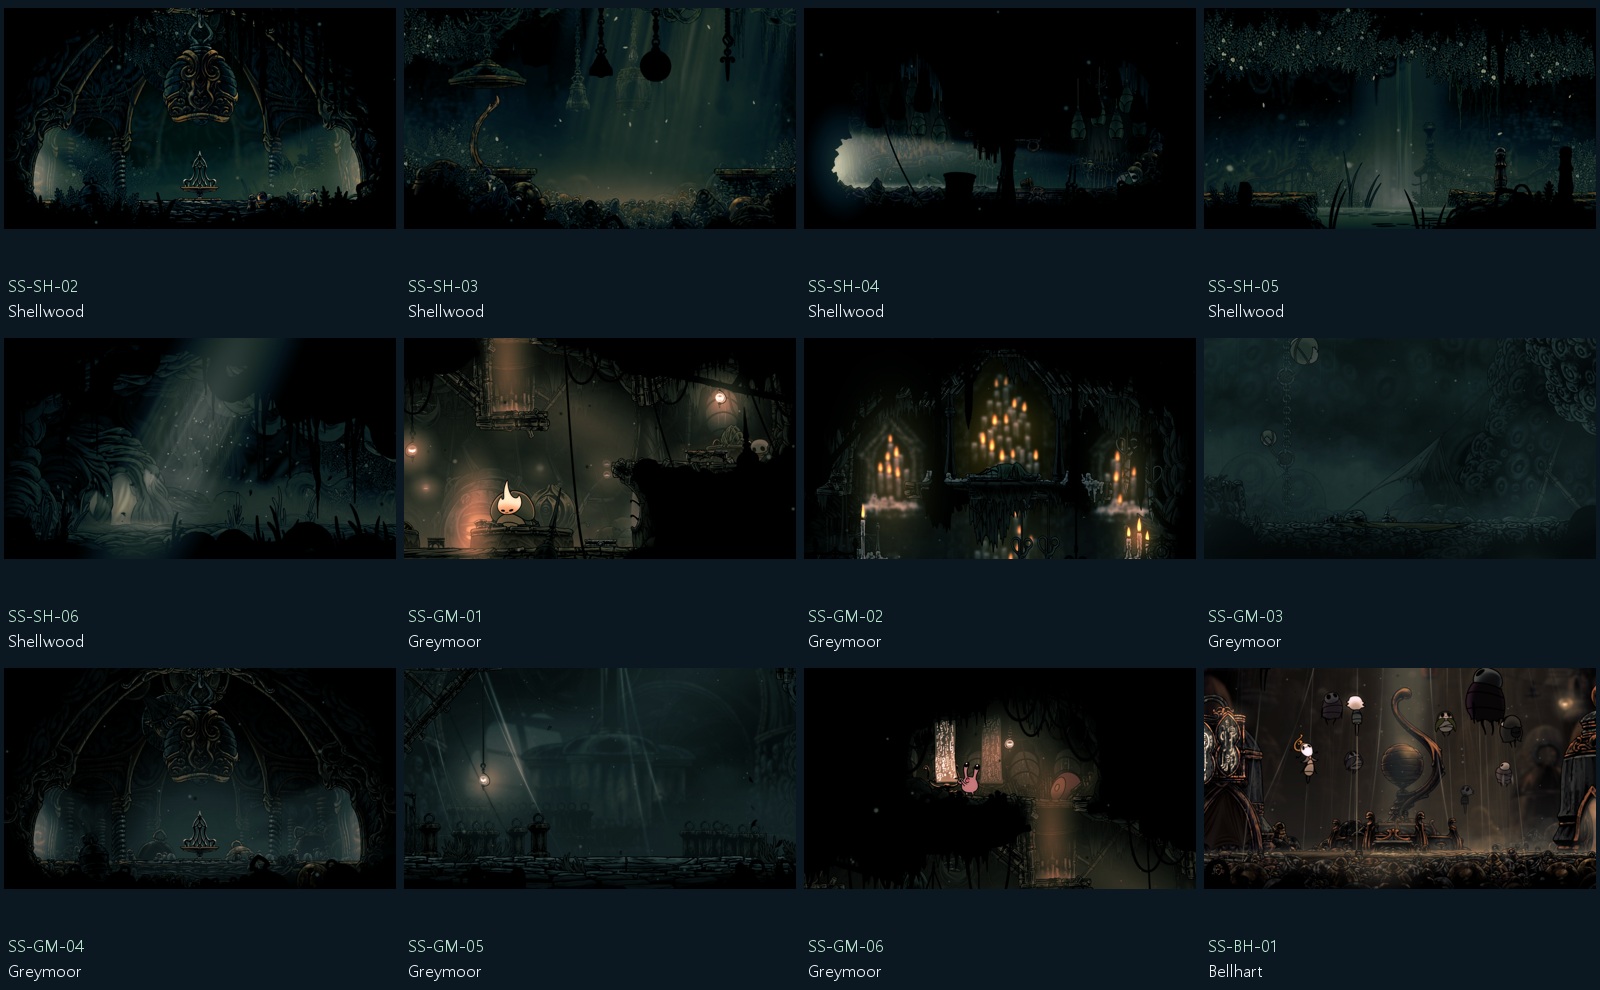 SS-SH-02
Shellwood
SS-SH-03
Shellwood
SS-SH-04
Shellwood
SS-SH-05
Shellwood
SS-SH-06
Shellwood
SS-GM-01
Greymoor
SS-GM-02
Greymoor
SS-GM-03
Greymoor
SS-GM-04
Greymoor
SS-GM-05
Greymoor
SS-GM-06
Greymoor
SS-BH-01
Bellhart